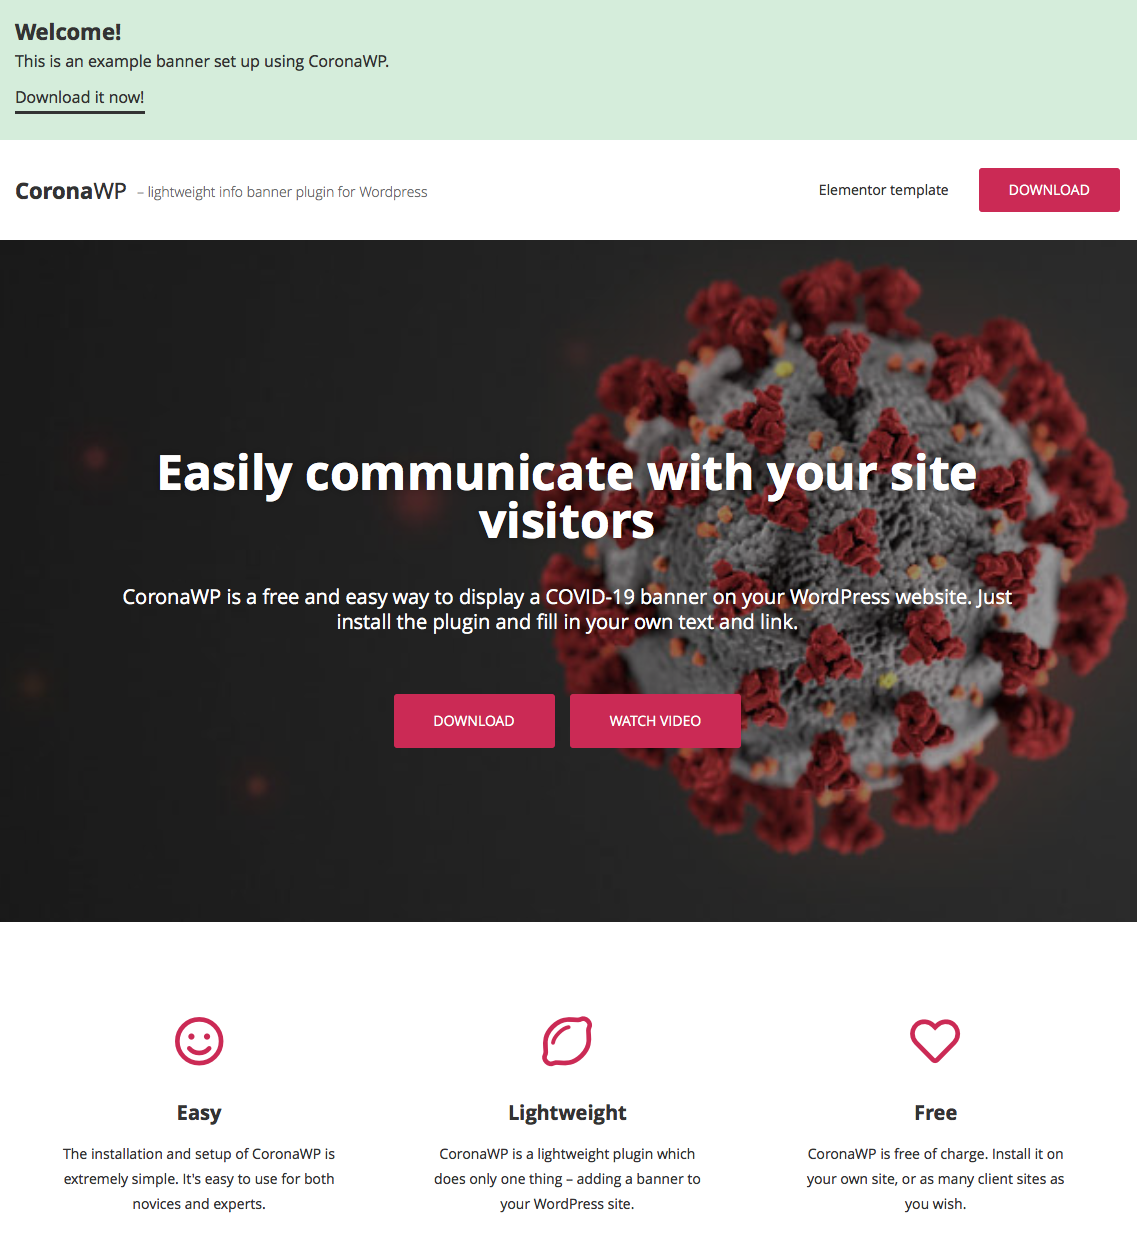 Welcome!
This is an example banner set up using CoronaWP.
Download it now!
CoronaWP – lightweight info banner plugin for Wordpress
Elementor template
DOWNLOAD
Easily communicate with your site
visitors
CoronaWP is a free and easy way to display a COVID-19 banner on your WordPress website. Just
install the plugin and fill in your own text and link.
DOWNLOAD
WATCH VIDEO
Easy
The installation and setup of CoronaWP is
extremely simple. It's easy to use for both
novices and experts.
Lightweight
CoronaWP is a lightweight plugin which
does only one thing – adding a banner to
your WordPress site.
Free
CoronaWP is free of charge. Install it on
your own site, or as many client sites as
you wish.